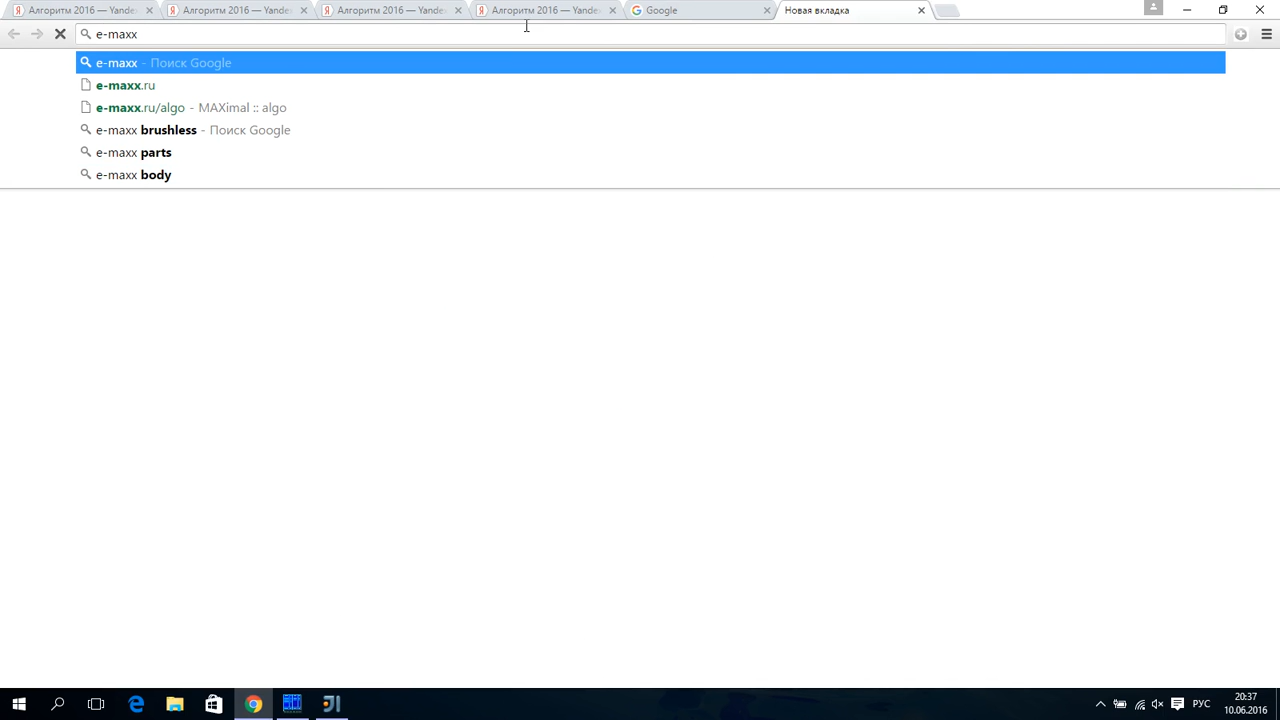 Алгоритм 2016 — Yande
Алгоритм 2016 — Yande
Алгоритм 2016 — Yande
Алгоритм 2016 — Yande
Google
Новая вкладка
e-maxx
e-maxx - Поиск Google
e-maxx.ru
e-maxx.ru/algo - MAXimal :: algo
e-maxx brushless - Поиск Google
e-maxx parts
e-maxx body
РУС
20:37
10.06.2016